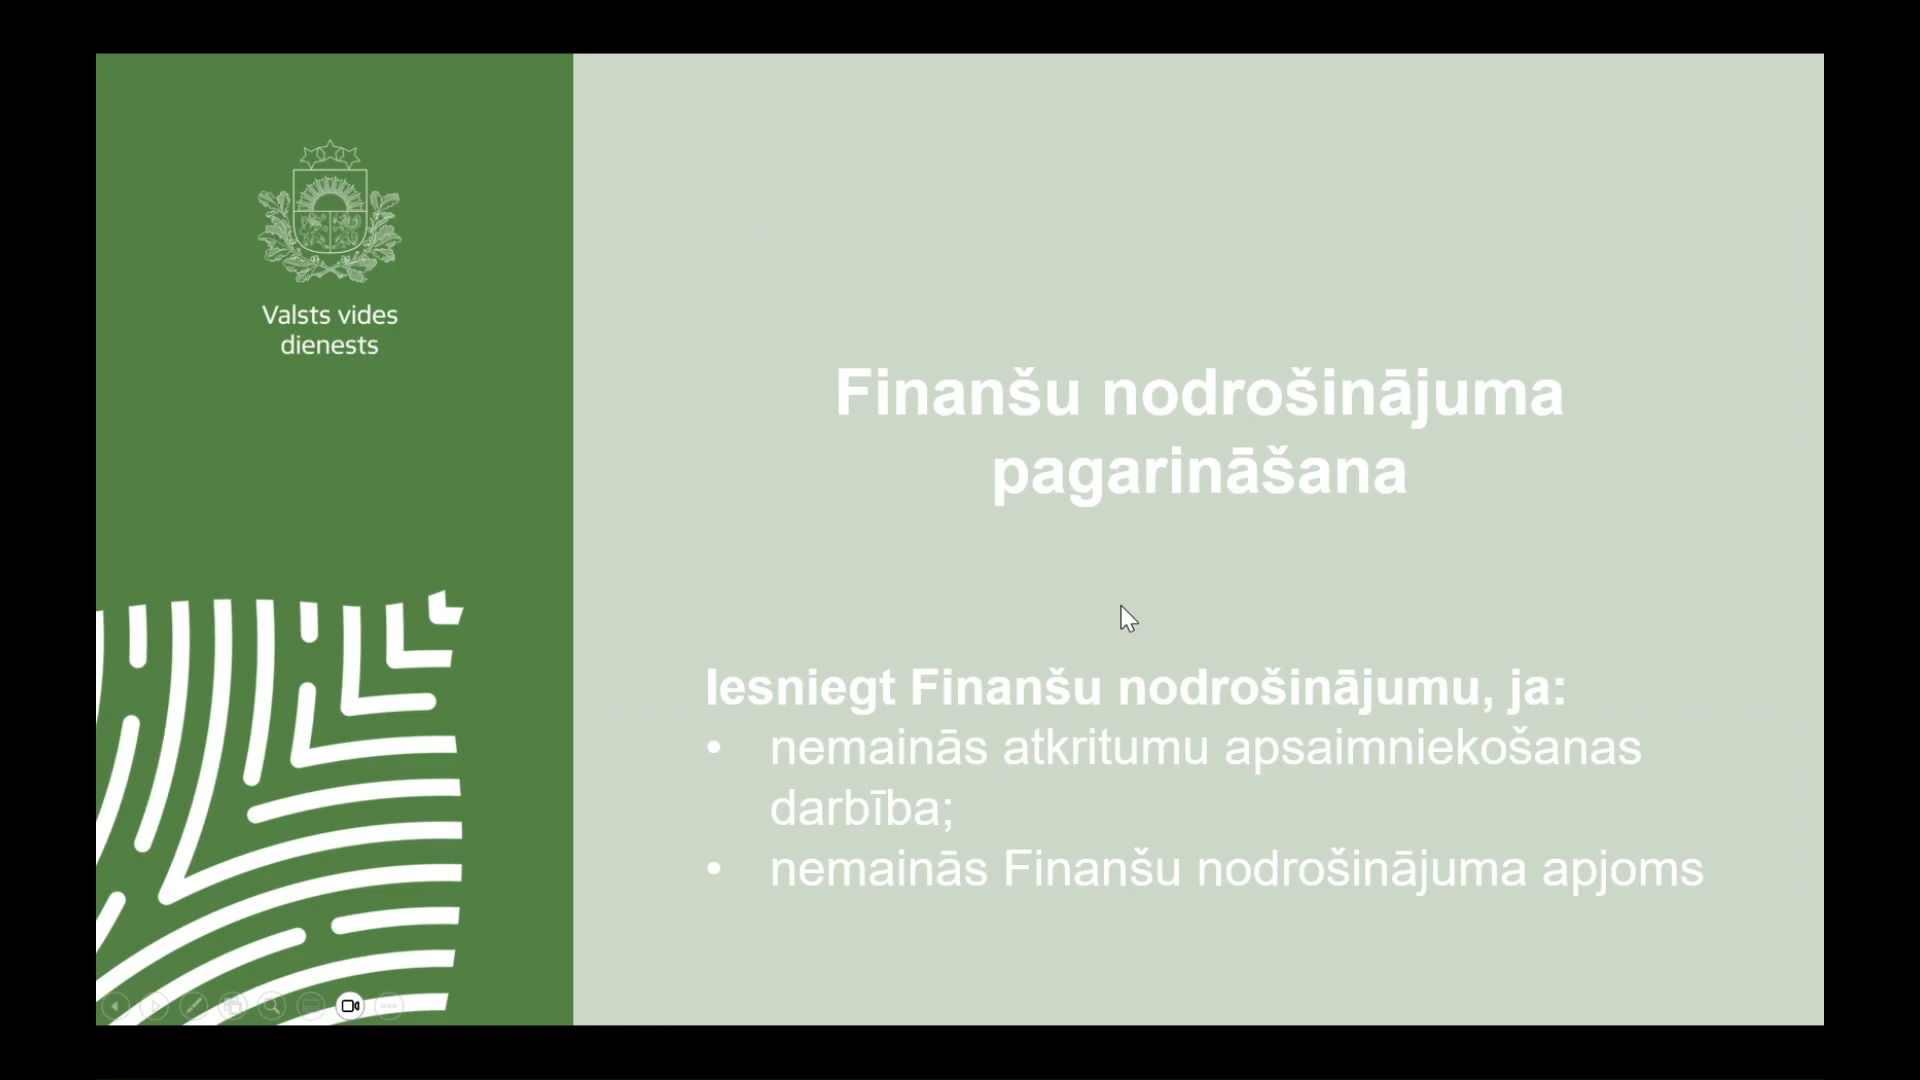 Valsts vides
dienests
Finanšu nodrošinājuma
pagarināšana
Iesniegt Finanšu nodrošinājumu, ja:
• nemainās atkritumu apsaimniekošanas
darbība;
• nemainās Finanšu nodrošinājuma apjoms